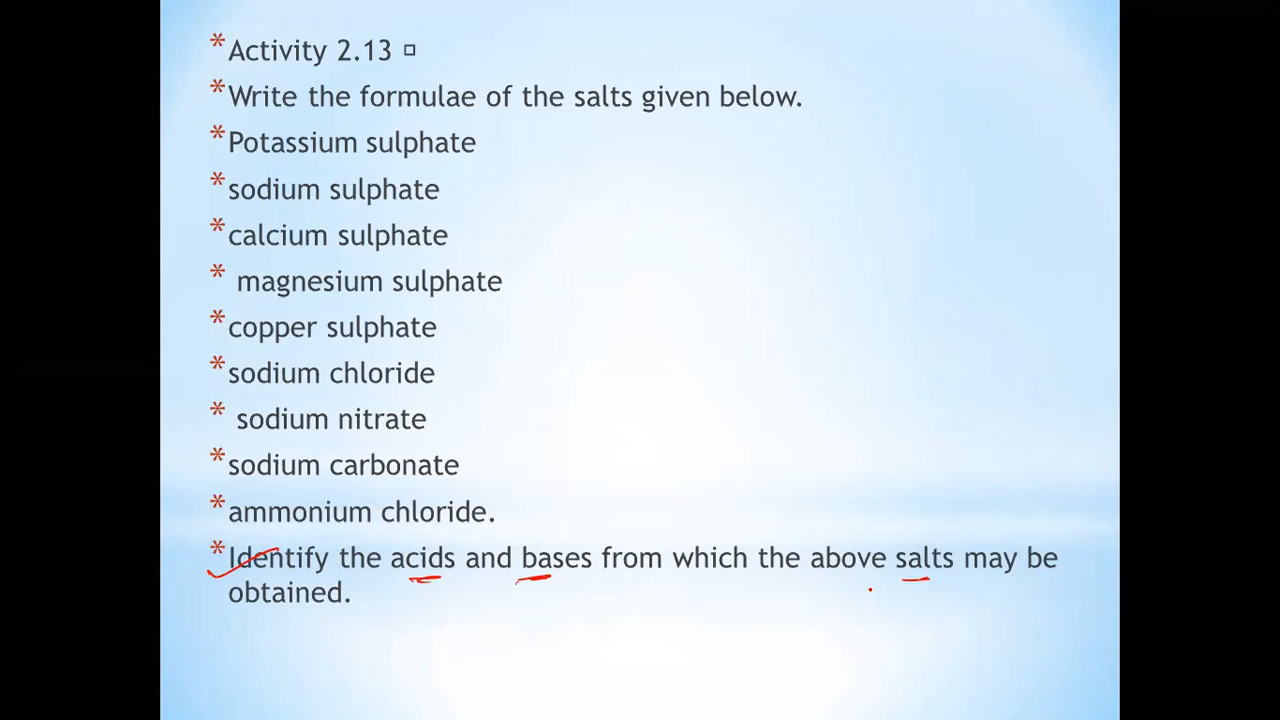 * Activity 2.13 □
* Write the formulae of the salts given below.
* Potassium sulphate
* sodium sulphate
* calcium sulphate
* magnesium sulphate
* copper sulphate
* sodium chloride
* sodium nitrate
* sodium carbonate
* ammonium chloride.
* Identify the acids and bases from which the above salts may be
obtained.